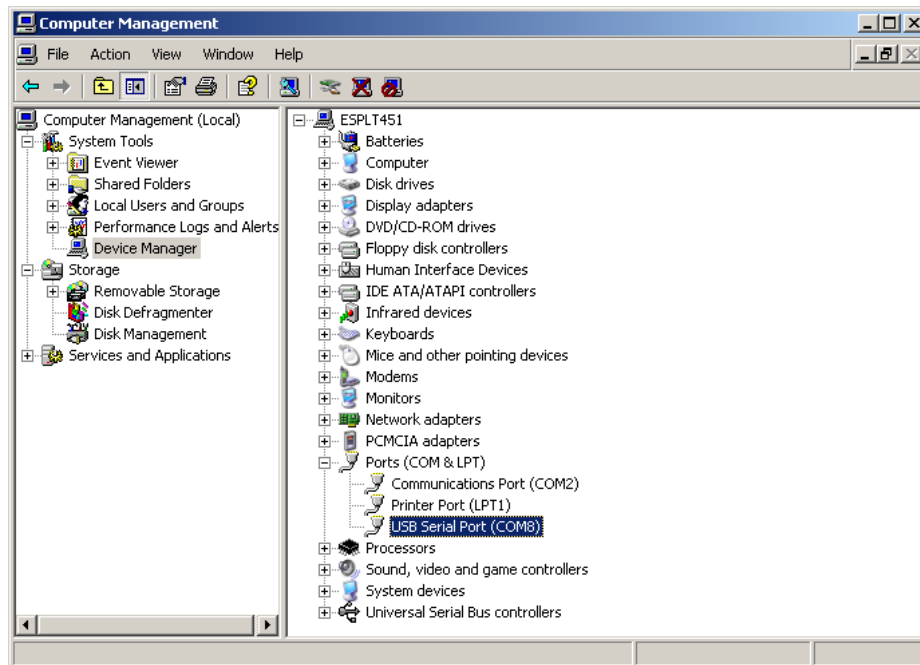 Computer Management
File Action View Window Help
Computer Management (Local)
System Tools
Event Viewer
Shared Folders
Local Users and Groups
Performance Logs and Alerts
Device Manager
Storage
Removable Storage
Disk Defragmenter
Disk Management
Services and Applications
ESPLT451
Batteries
Computer
Disk drives
Display adapters
DVD/CD-ROM drives
Floppy disk controllers
Human Interface Devices
IDE ATA/ATAPI controllers
Infrared devices
Keyboards
Mice and other pointing devices
Modems
Monitors
Network adapters
PCMCIA adapters
Ports (COM & LPT)
Communications Port (COM2)
Printer Port (LPT1)
USB Serial Port (COM8)
Processors
Sound, video and game controllers
System devices
Universal Serial Bus controllers